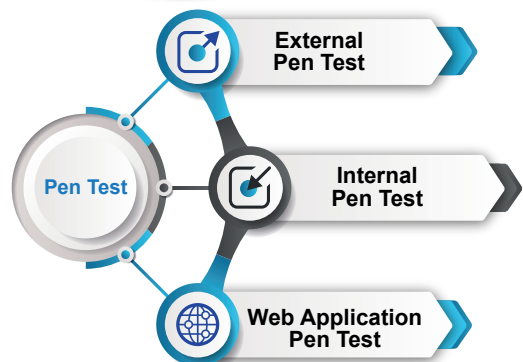 External
Pen Test
Pen Test
Internal
Pen Test
Web Application
Pen Test